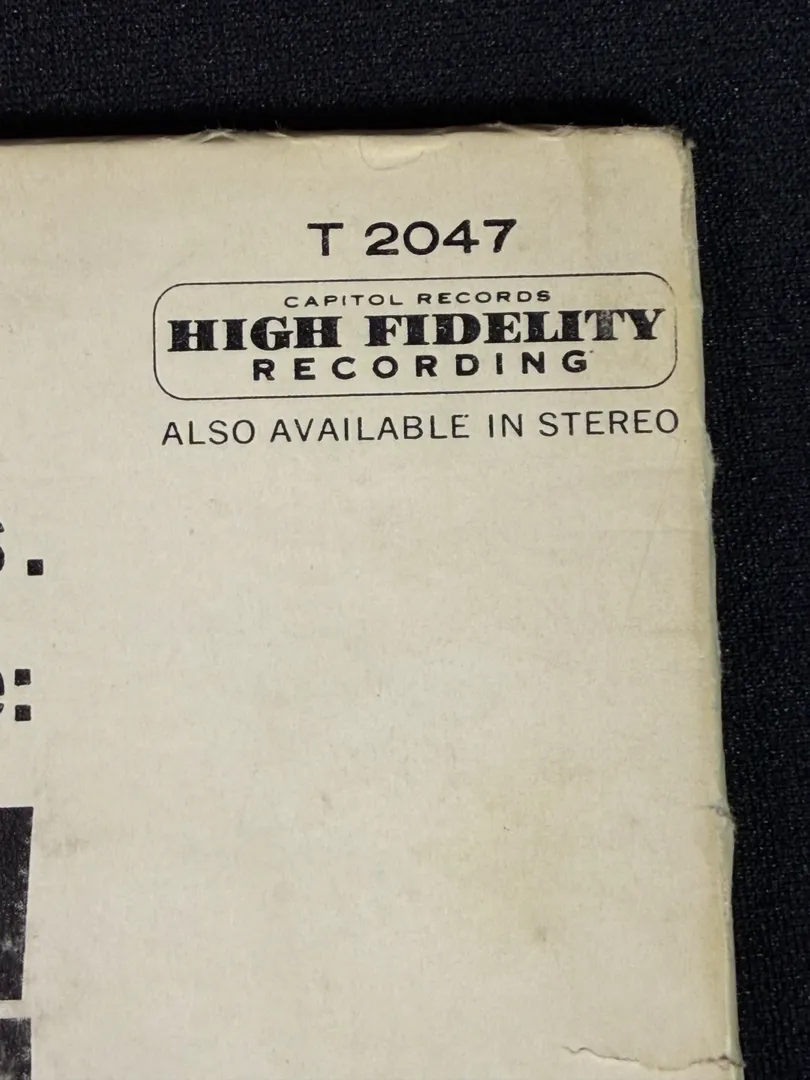 T 2047
CAPITOL RECORDS
HIGH FIDELITY
RECORDING
ALSO AVAILABLE IN STEREO
s.
e: